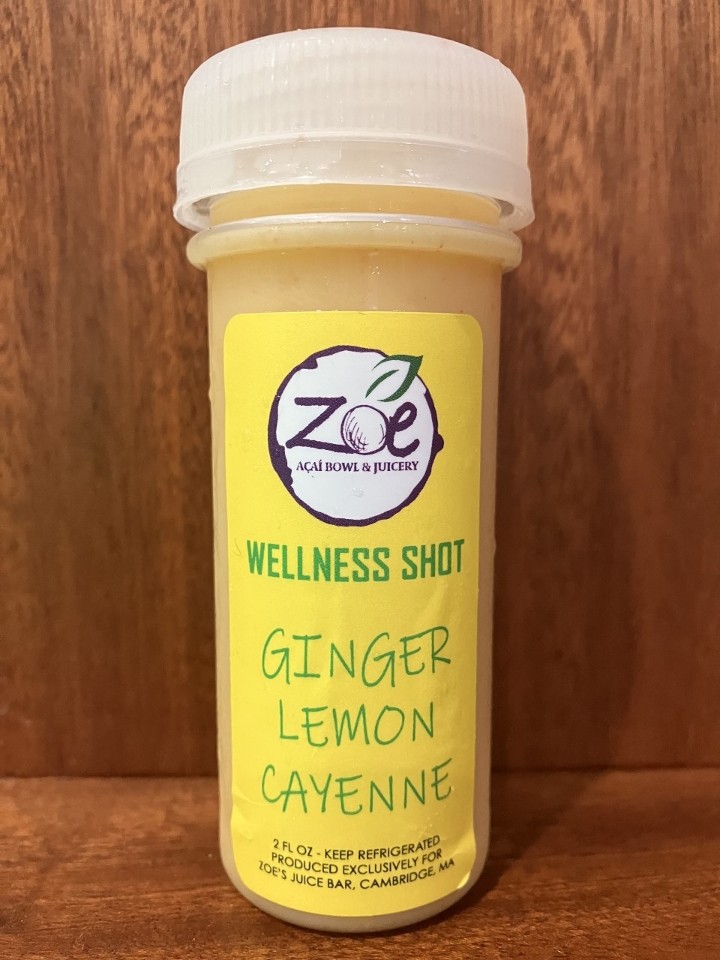 Zoe
AÇAÍ BOWL & JUICERY
WELLNESS SHOT
GINGER
LEMON
CAYENNE
2 FL OZ - KEEP REFRIGERATED
PRODUCED EXCLUSIVELY FOR
ZOE'S JUICE BAR, CAMBRIDGE, MA